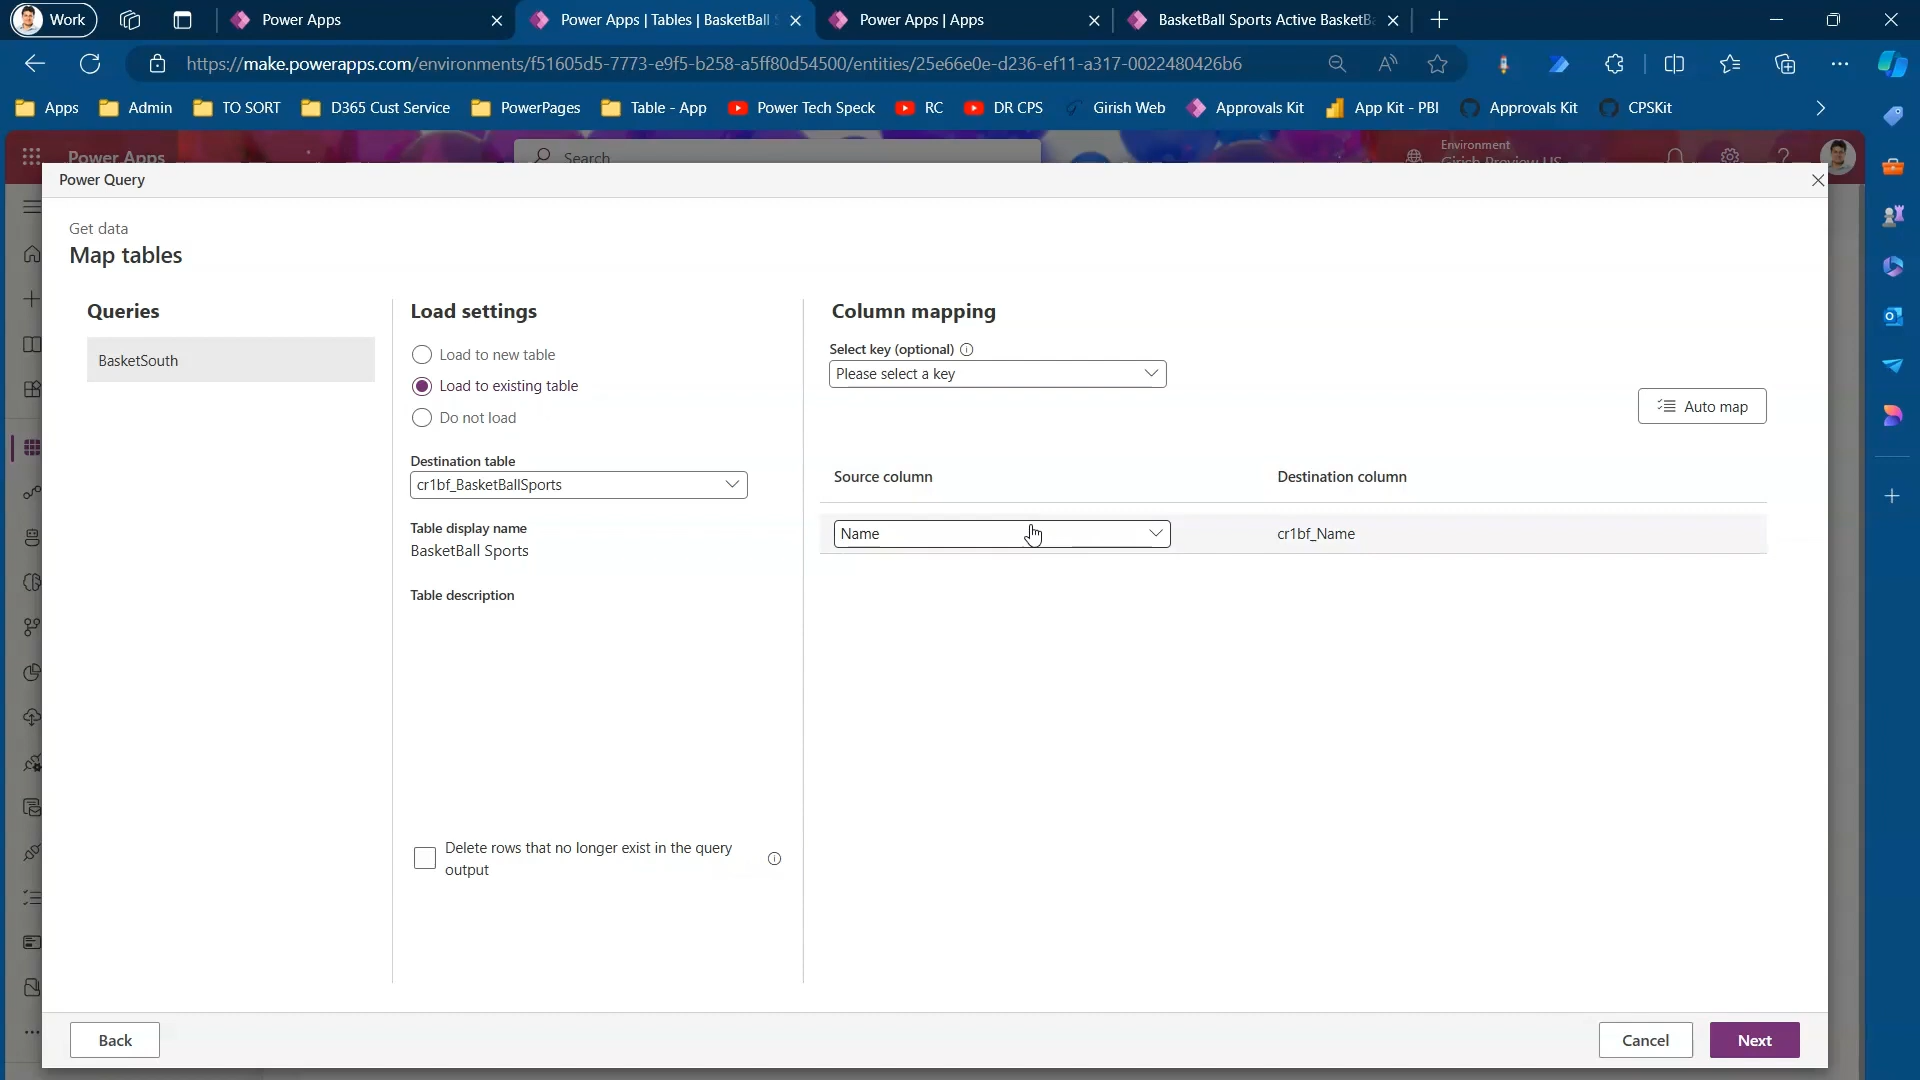 Work
Power Apps
Power Apps | Tables | BasketBall S
Power Apps | Apps
BasketBall Sports Active BasketBa
https://make.powerapps.com/environments/f51605d5-7773-e9f5-b258-a5ff80d54500/entities/25e66e0e-d236-ef11-a317-0022480426b6
Apps
Admin
TO SORT
D365 Cust Service
PowerPages
Table - App
Power Tech Speck
RC
DR CPS
Girish Web
Approvals Kit
App Kit - PBI
Approvals Kit
CPSKit
Power Apps
Search
Environment
Girish Preview US
Power Query
Get data
Map tables
Queries
BasketSouth
Load settings
Load to new table
Load to existing table
Do not load
Destination table
cr1bf_BasketBallSports
Table display name
BasketBall Sports
Table description
Delete rows that no longer exist in the query
output
Column mapping
Select key (optional)
Please select a key
Auto map
Source column
Destination column
Name
cr1bf_Name
Back
Cancel
Next